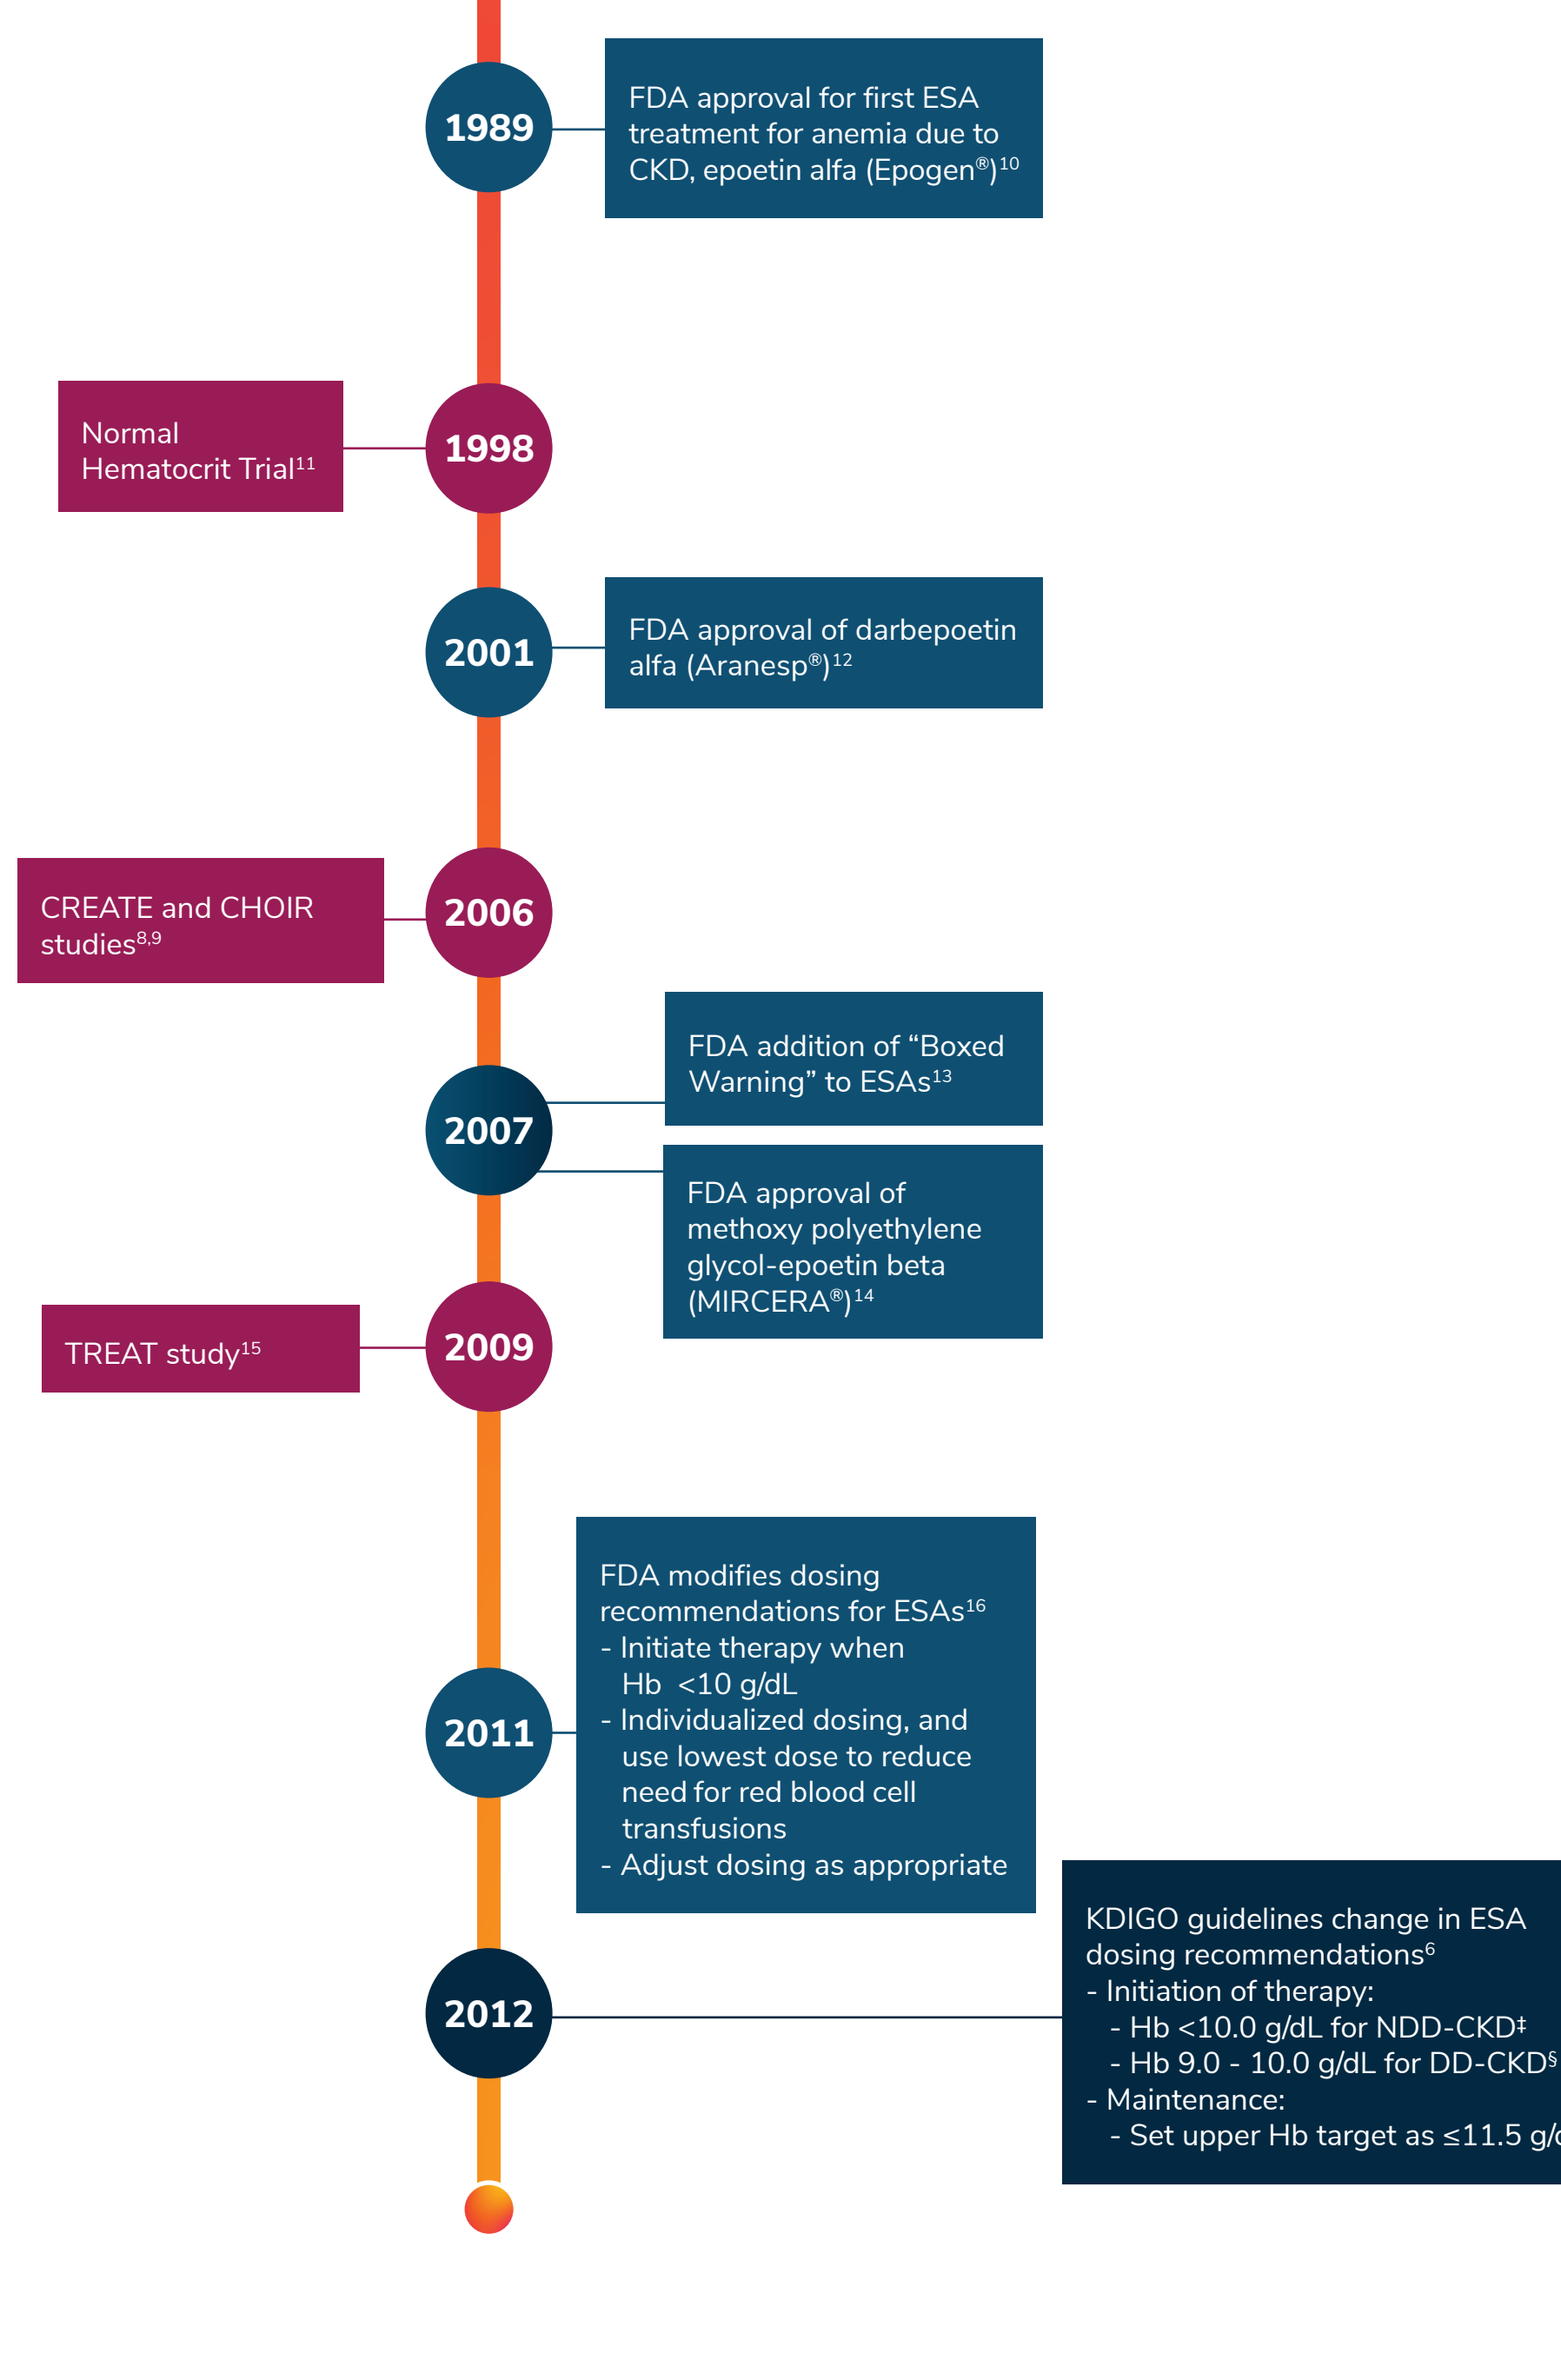 1989
FDA approval for first ESA
treatment for anemia due to
CKD, epoetin alfa (Epogen®)¹⁰
Normal
Hematocrit Trial¹¹
1998
2001
FDA approval of darbepoetin
alfa (Aranesp®)¹²
CREATE and CHOIR
studies⁸,⁹
2006
2007
FDA addition of “Boxed
Warning” to ESAs¹³
FDA approval of
methoxy polyethylene
glycol-epoetin beta
(MIRCERA®)¹⁴
TREAT study¹⁵
2009
2011
FDA modifies dosing
recommendations for ESAs¹⁶
- Initiate therapy when
Hb <10 g/dL
- Individualized dosing, and
use lowest dose to reduce
need for red blood cell
transfusions
- Adjust dosing as appropriate
2012
KDIGO guidelines change in ESA
dosing recommendations⁶
- Initiation of therapy:
- Hb <10.0 g/dL for NDD-CKD‡
- Hb 9.0 - 10.0 g/dL for DD-CKD§
- Maintenance:
- Set upper Hb target as ≤11.5